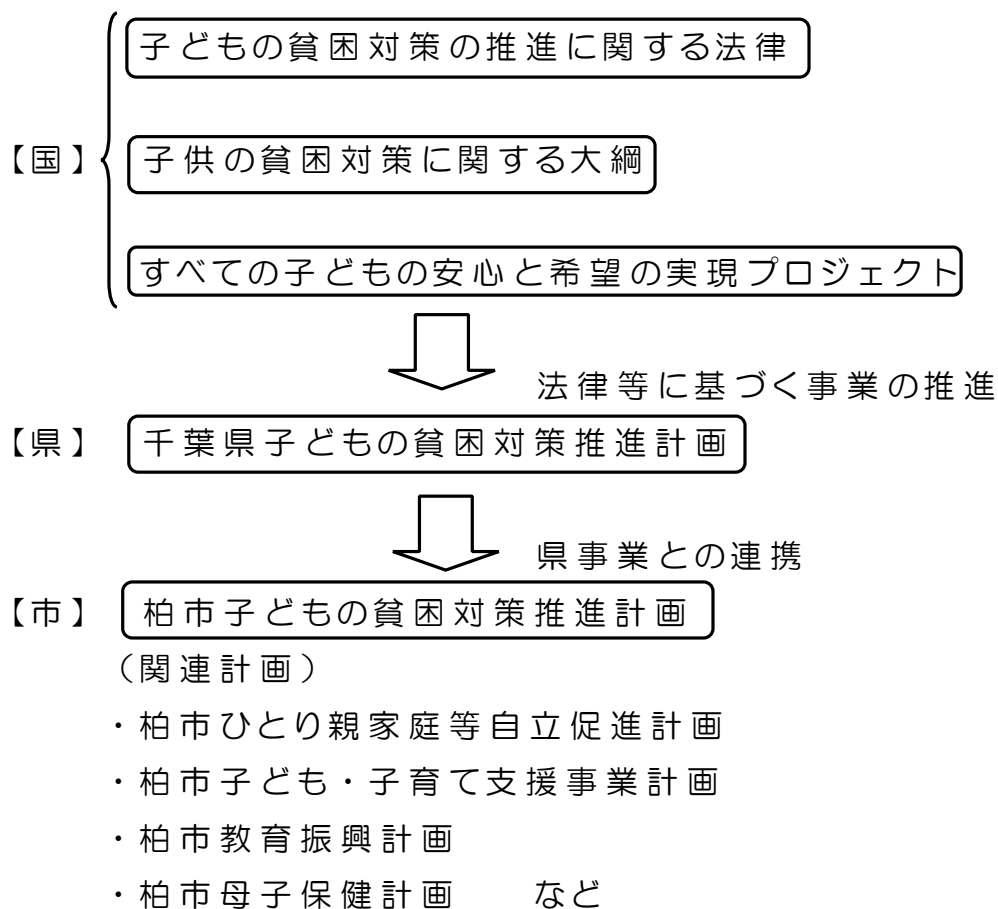 子どもの貧困対策の推進に関する法律
【国】
子供の貧困対策に関する大綱
すべての子どもの安心と希望の実現プロジェクト
法律等に基づく事業の推進
【県】 千葉県子どもの貧困対策推進計画
県事業との連携
【市】 柏市子どもの貧困対策推進計画
（関連計画）
・柏市ひとり親家庭等自立促進計画
・柏市子ども・子育て支援事業計画
・柏市教育振興計画
・柏市母子保健計画　　など